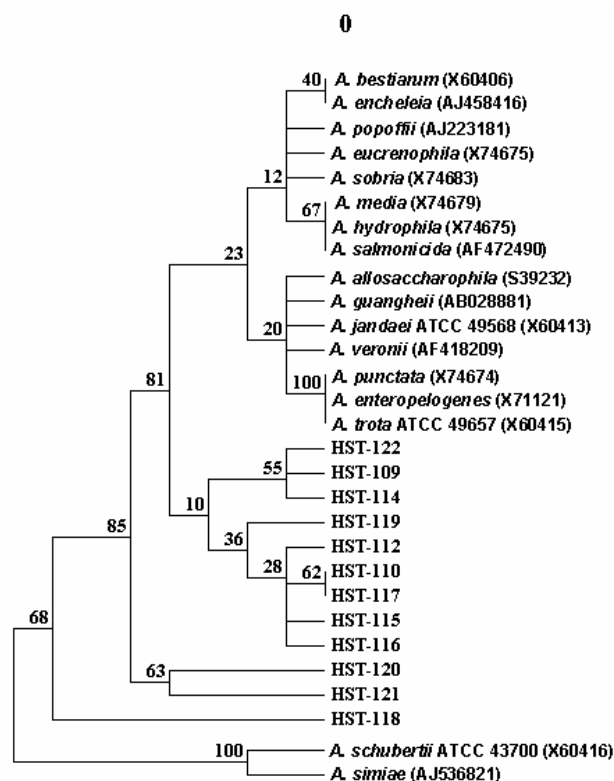 0
40
A. bestiarum (X60406)
A. encheleia (AJ458416)
A. popoffii (AJ223181)
A. eucrenophila (X74675)
12
A. sobria (X74683)
67
A. media (X74679)
A. hydrophila (X74675)
A. salmonicida (AF472490)
23
A. allosaccharophila (S39232)
A. guangheii (AB028881)
20
A. jandaei ATCC 49568 (X60413)
A. veronii (AF418209)
81
100
A. punctata (X74674)
A. enteropelogenes (X71121)
A. trota ATCC 49657 (X60415)
HST-122
55
HST-109
10
HST-114
85
36
HST-119
HST-112
28
62
HST-110
HST-117
68
HST-115
HST-116
63
HST-120
HST-121
HST-118
100
A. schubertii ATCC 43700 (X60416)
A. simiae (AJ536821)